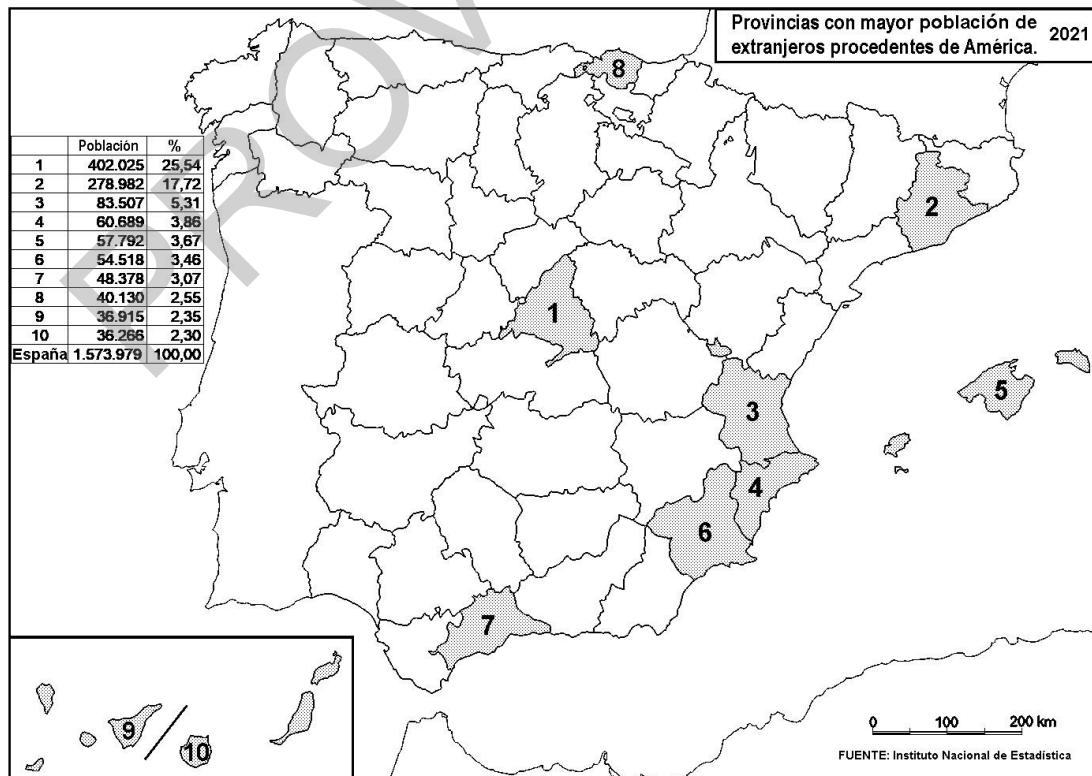 Provincias con mayor población de
extranjeros procedentes de América.
2021
Población %
1 402.025 25,54
2 278.982 17,72
3 83.507 5,31
4 60.689 3,86
5 57.792 3,67
6 54.518 3,46
7 48.378 3,07
8 40.130 2,55
9 36.915 2,35
10 36.266 2,30
España 1.573.979 100,00
PROV
8
2
1
3
5
4
6
7
9
10
0 100 200 km
FUENTE: Instituto Nacional de Estadística